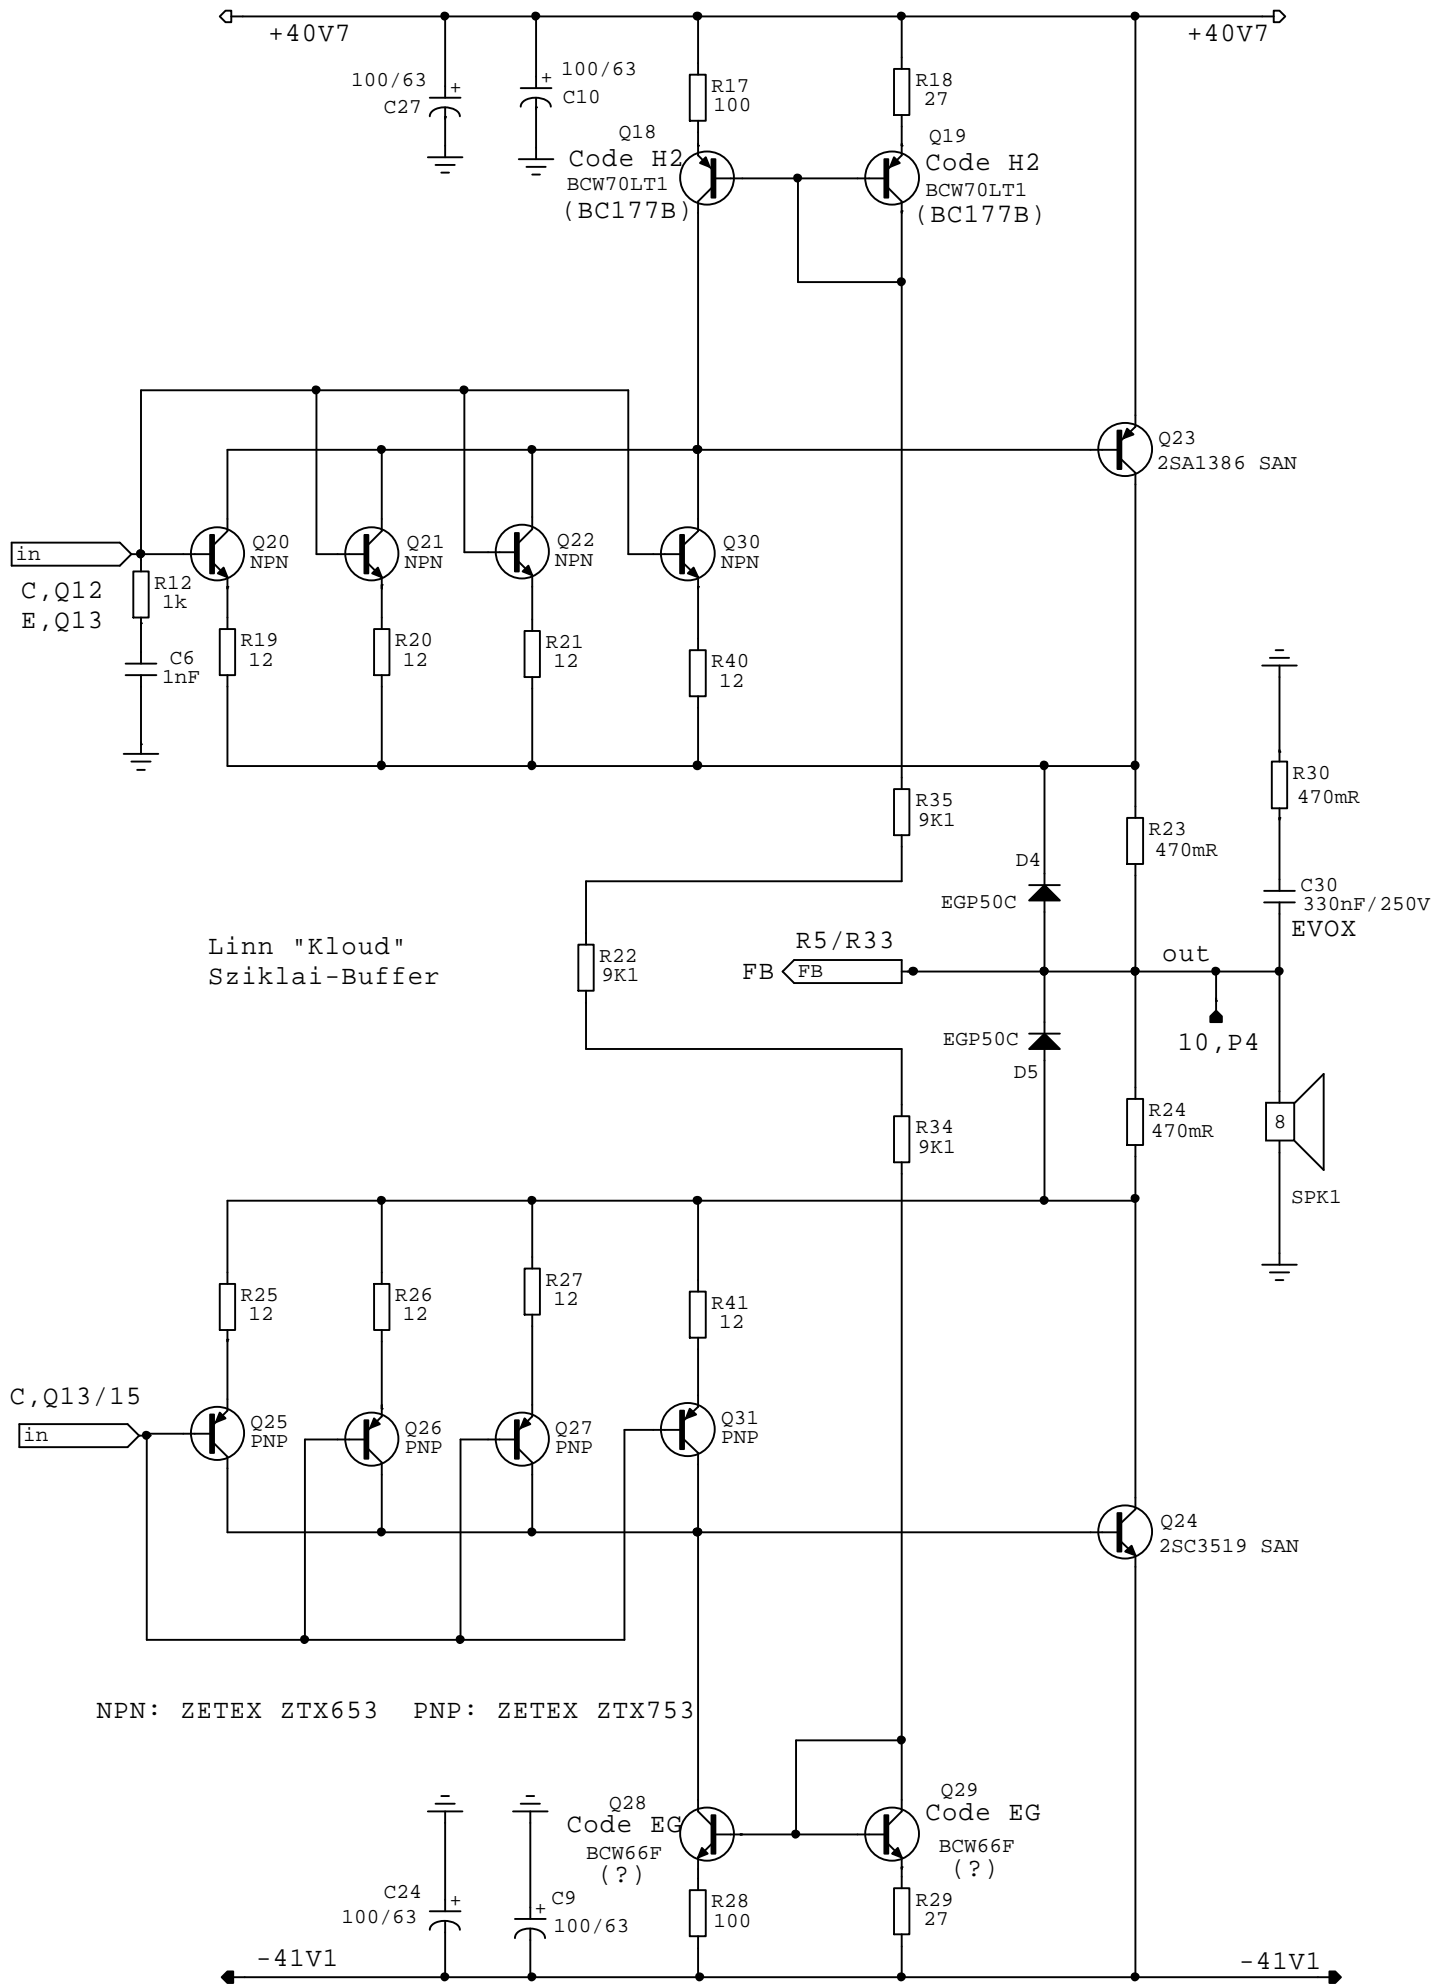 +40V7
+40V7
100/63
+
C27
100/63
+
C10
R17
100
R18
27
Q18
Code H2
BCW70LT1
(BC177B)
Q19
Code H2
BCW70LT1
(BC177B)
Q23
2SA1386 SAN
in
C,Q12
E,Q13
Q20
NPN
Q21
NPN
Q22
NPN
Q30
NPN
R12
1k
C6
1nF
R19
12
R20
12
R21
12
R40
12
R35
9K1
R23
470mR
R30
470mR
D4
EGP50C
C30
330nF/250V
EVOX
Linn "Kloud"
Sziklai-Buffer
R22
9K1
R5/R33
FB
FB
out
10,P4
EGP50C
D5
R34
9K1
R24
470mR
8
SPK1
R25
12
R26
12
R27
12
R41
12
C,Q13/15
in
Q25
PNP
Q26
PNP
Q27
PNP
Q31
PNP
Q24
2SC3519 SAN
NPN: ZETEX ZTX653 PNP: ZETEX ZTX753
Q28
Code EG
BCW66F
(?)
Q29
Code EG
BCW66F
(?)
C24
100/63
+
C9
100/63
+
R28
100
R29
27
-41V1
-41V1